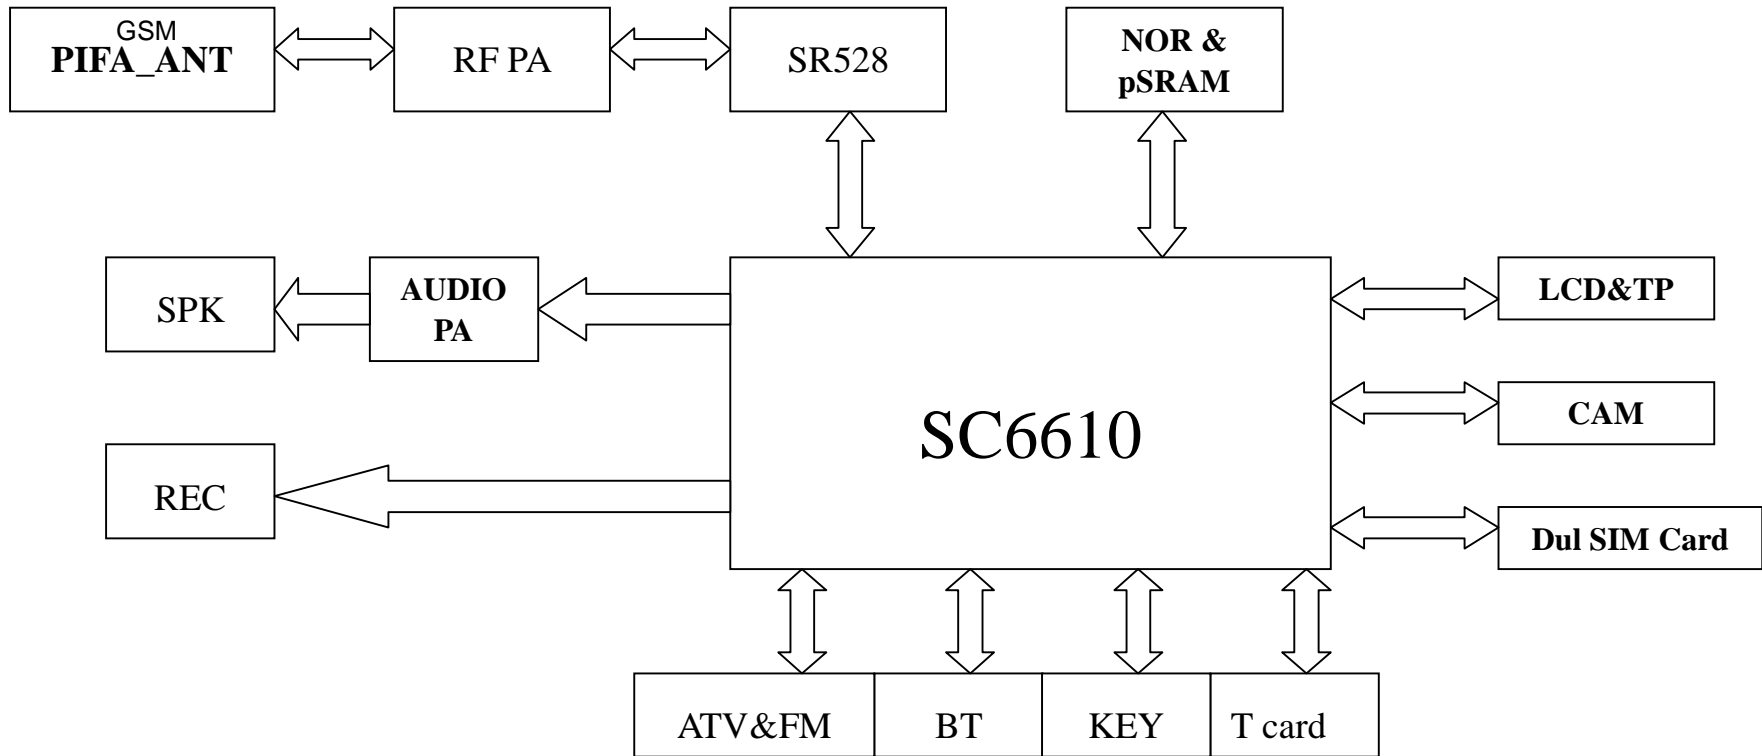 GSM
PIFA_ANT
RF PA
SR528
NOR &
pSRAM
SPK
AUDIO
PA
LCD&TP
SC6610
CAM
REC
Dul SIM Card
ATV&FM
BT
KEY
T card